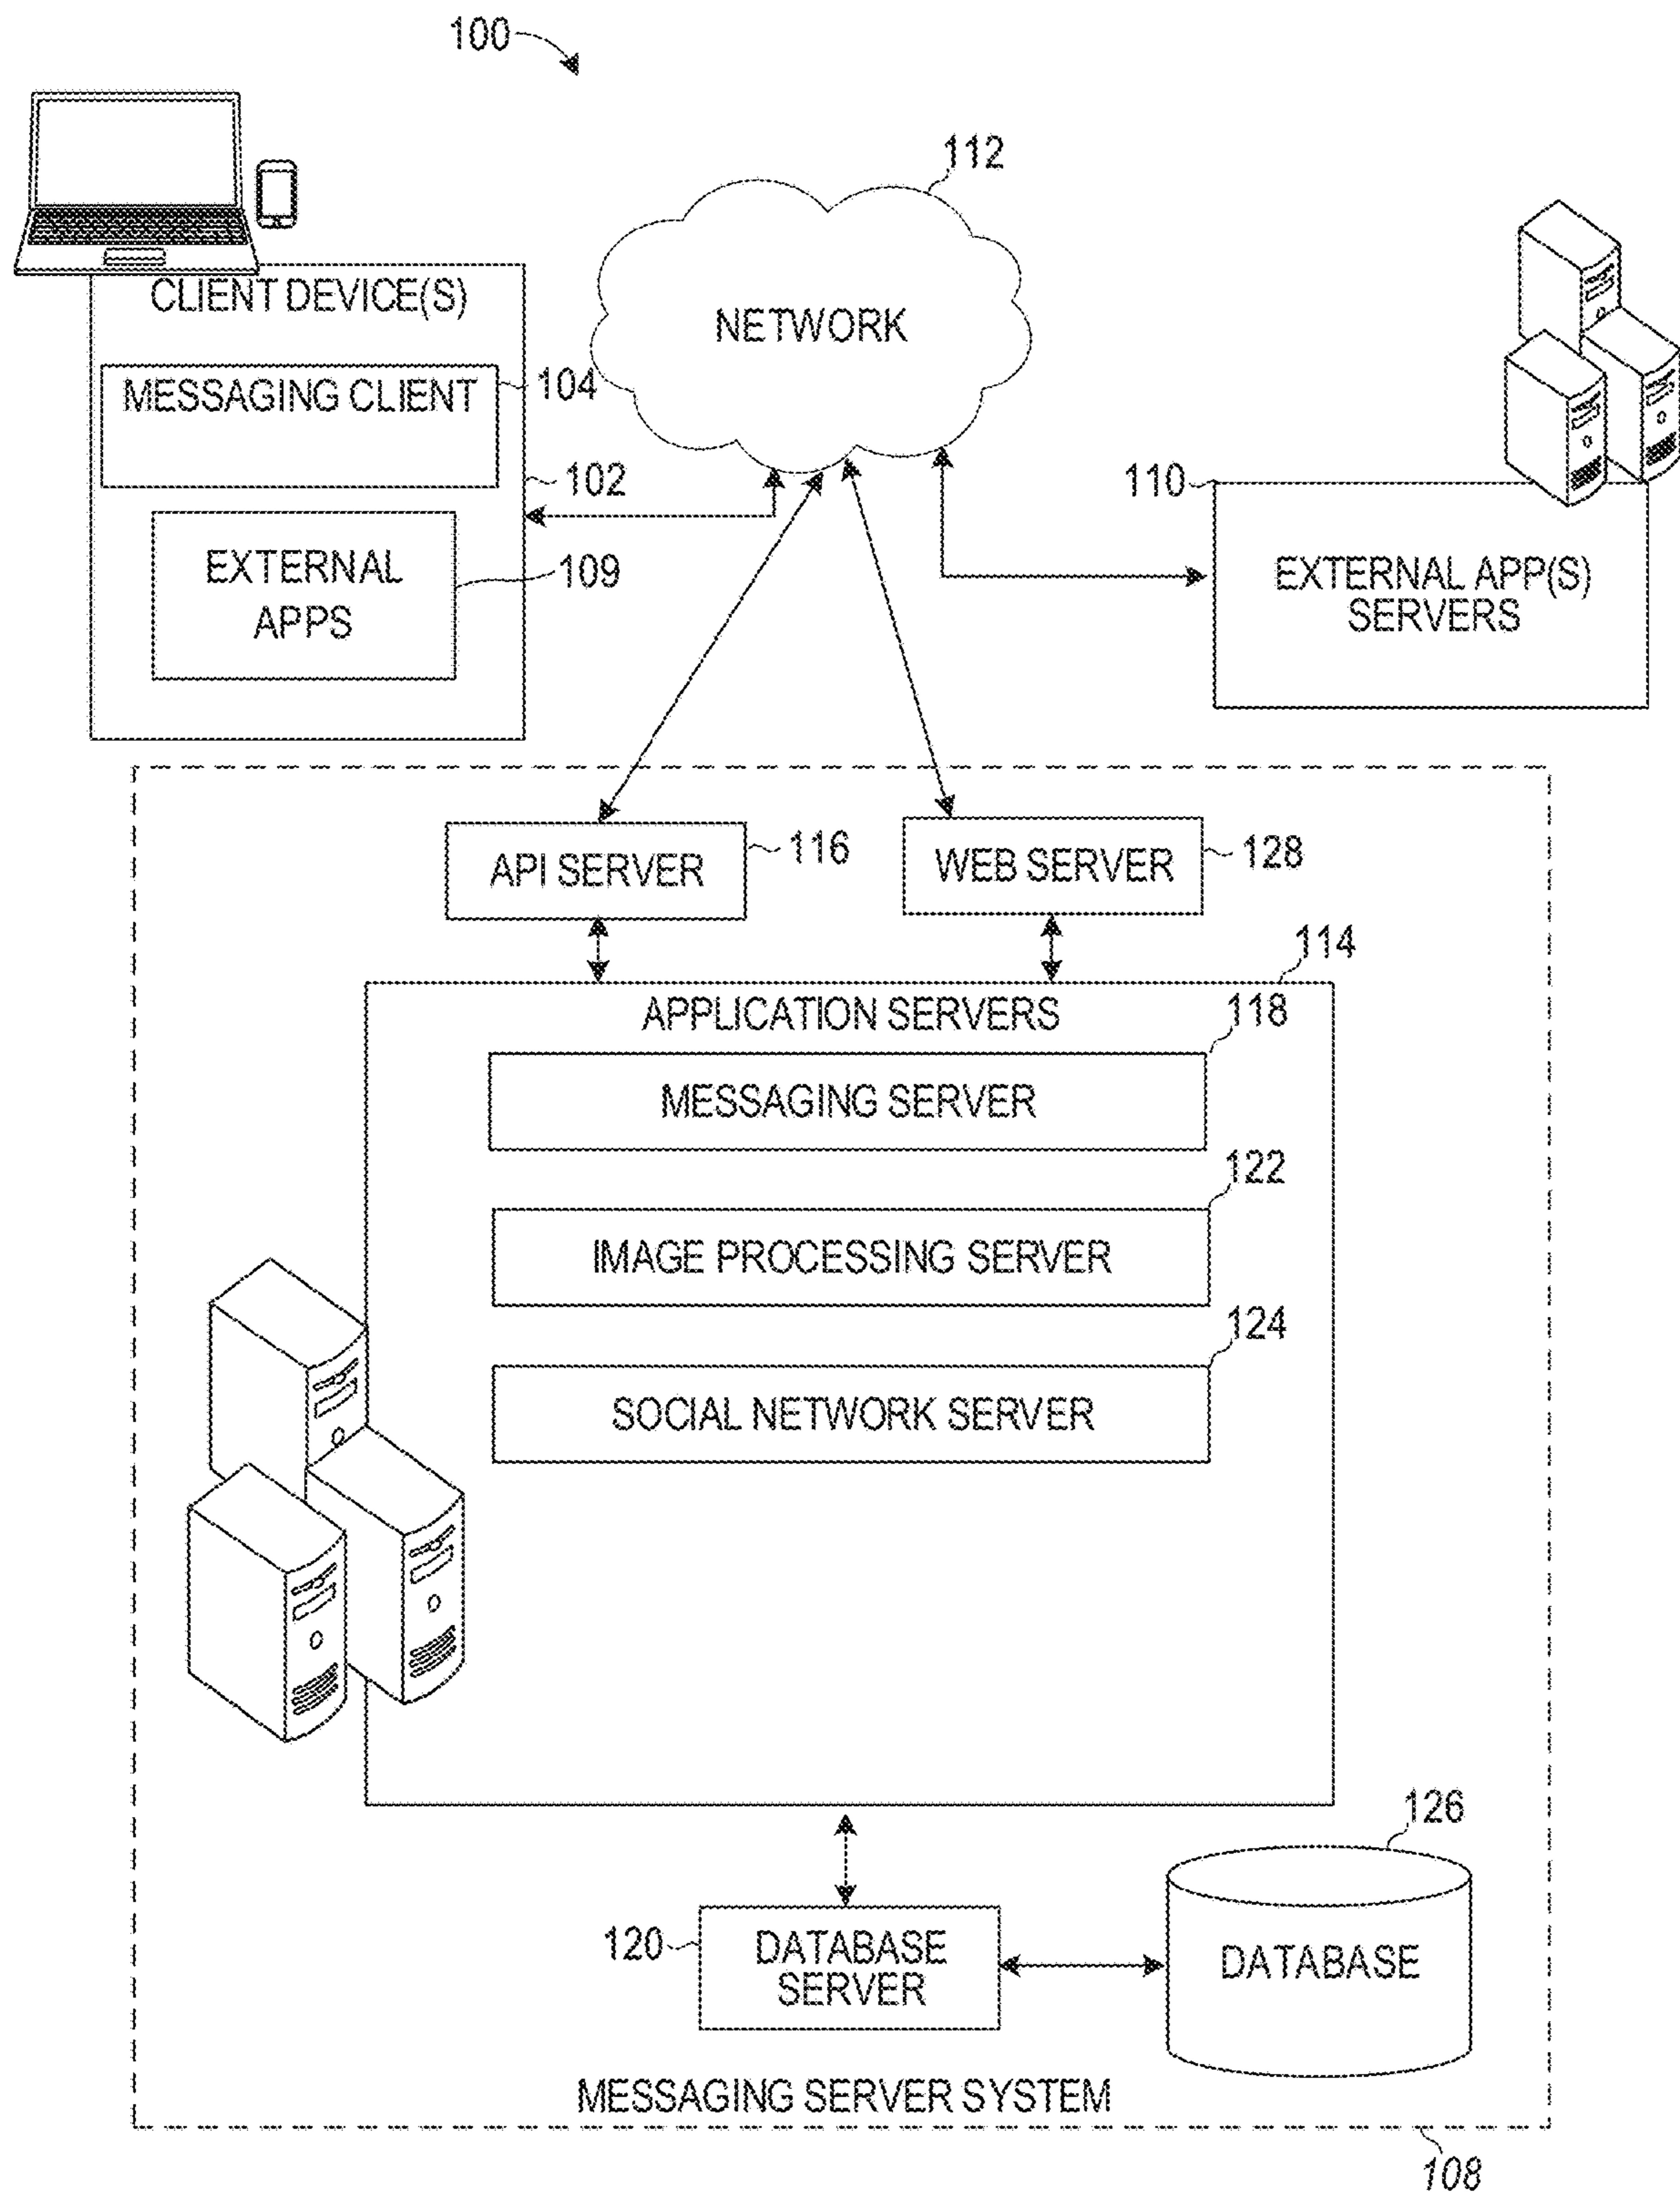 100
112
CLIENT DEVICE(S)
NETWORK
MESSAGING CLIENT
104
102
110
EXTERNAL
APPS
109
EXTERNAL APP(S)
SERVERS
API SERVER
116
WEB SERVER
128
114
APPLICATION SERVERS
118
MESSAGING SERVER
122
IMAGE PROCESSING SERVER
124
SOCIAL NETWORK SERVER
126
120
DATABASE
SERVER
DATABASE
MESSAGING SERVER SYSTEM
108